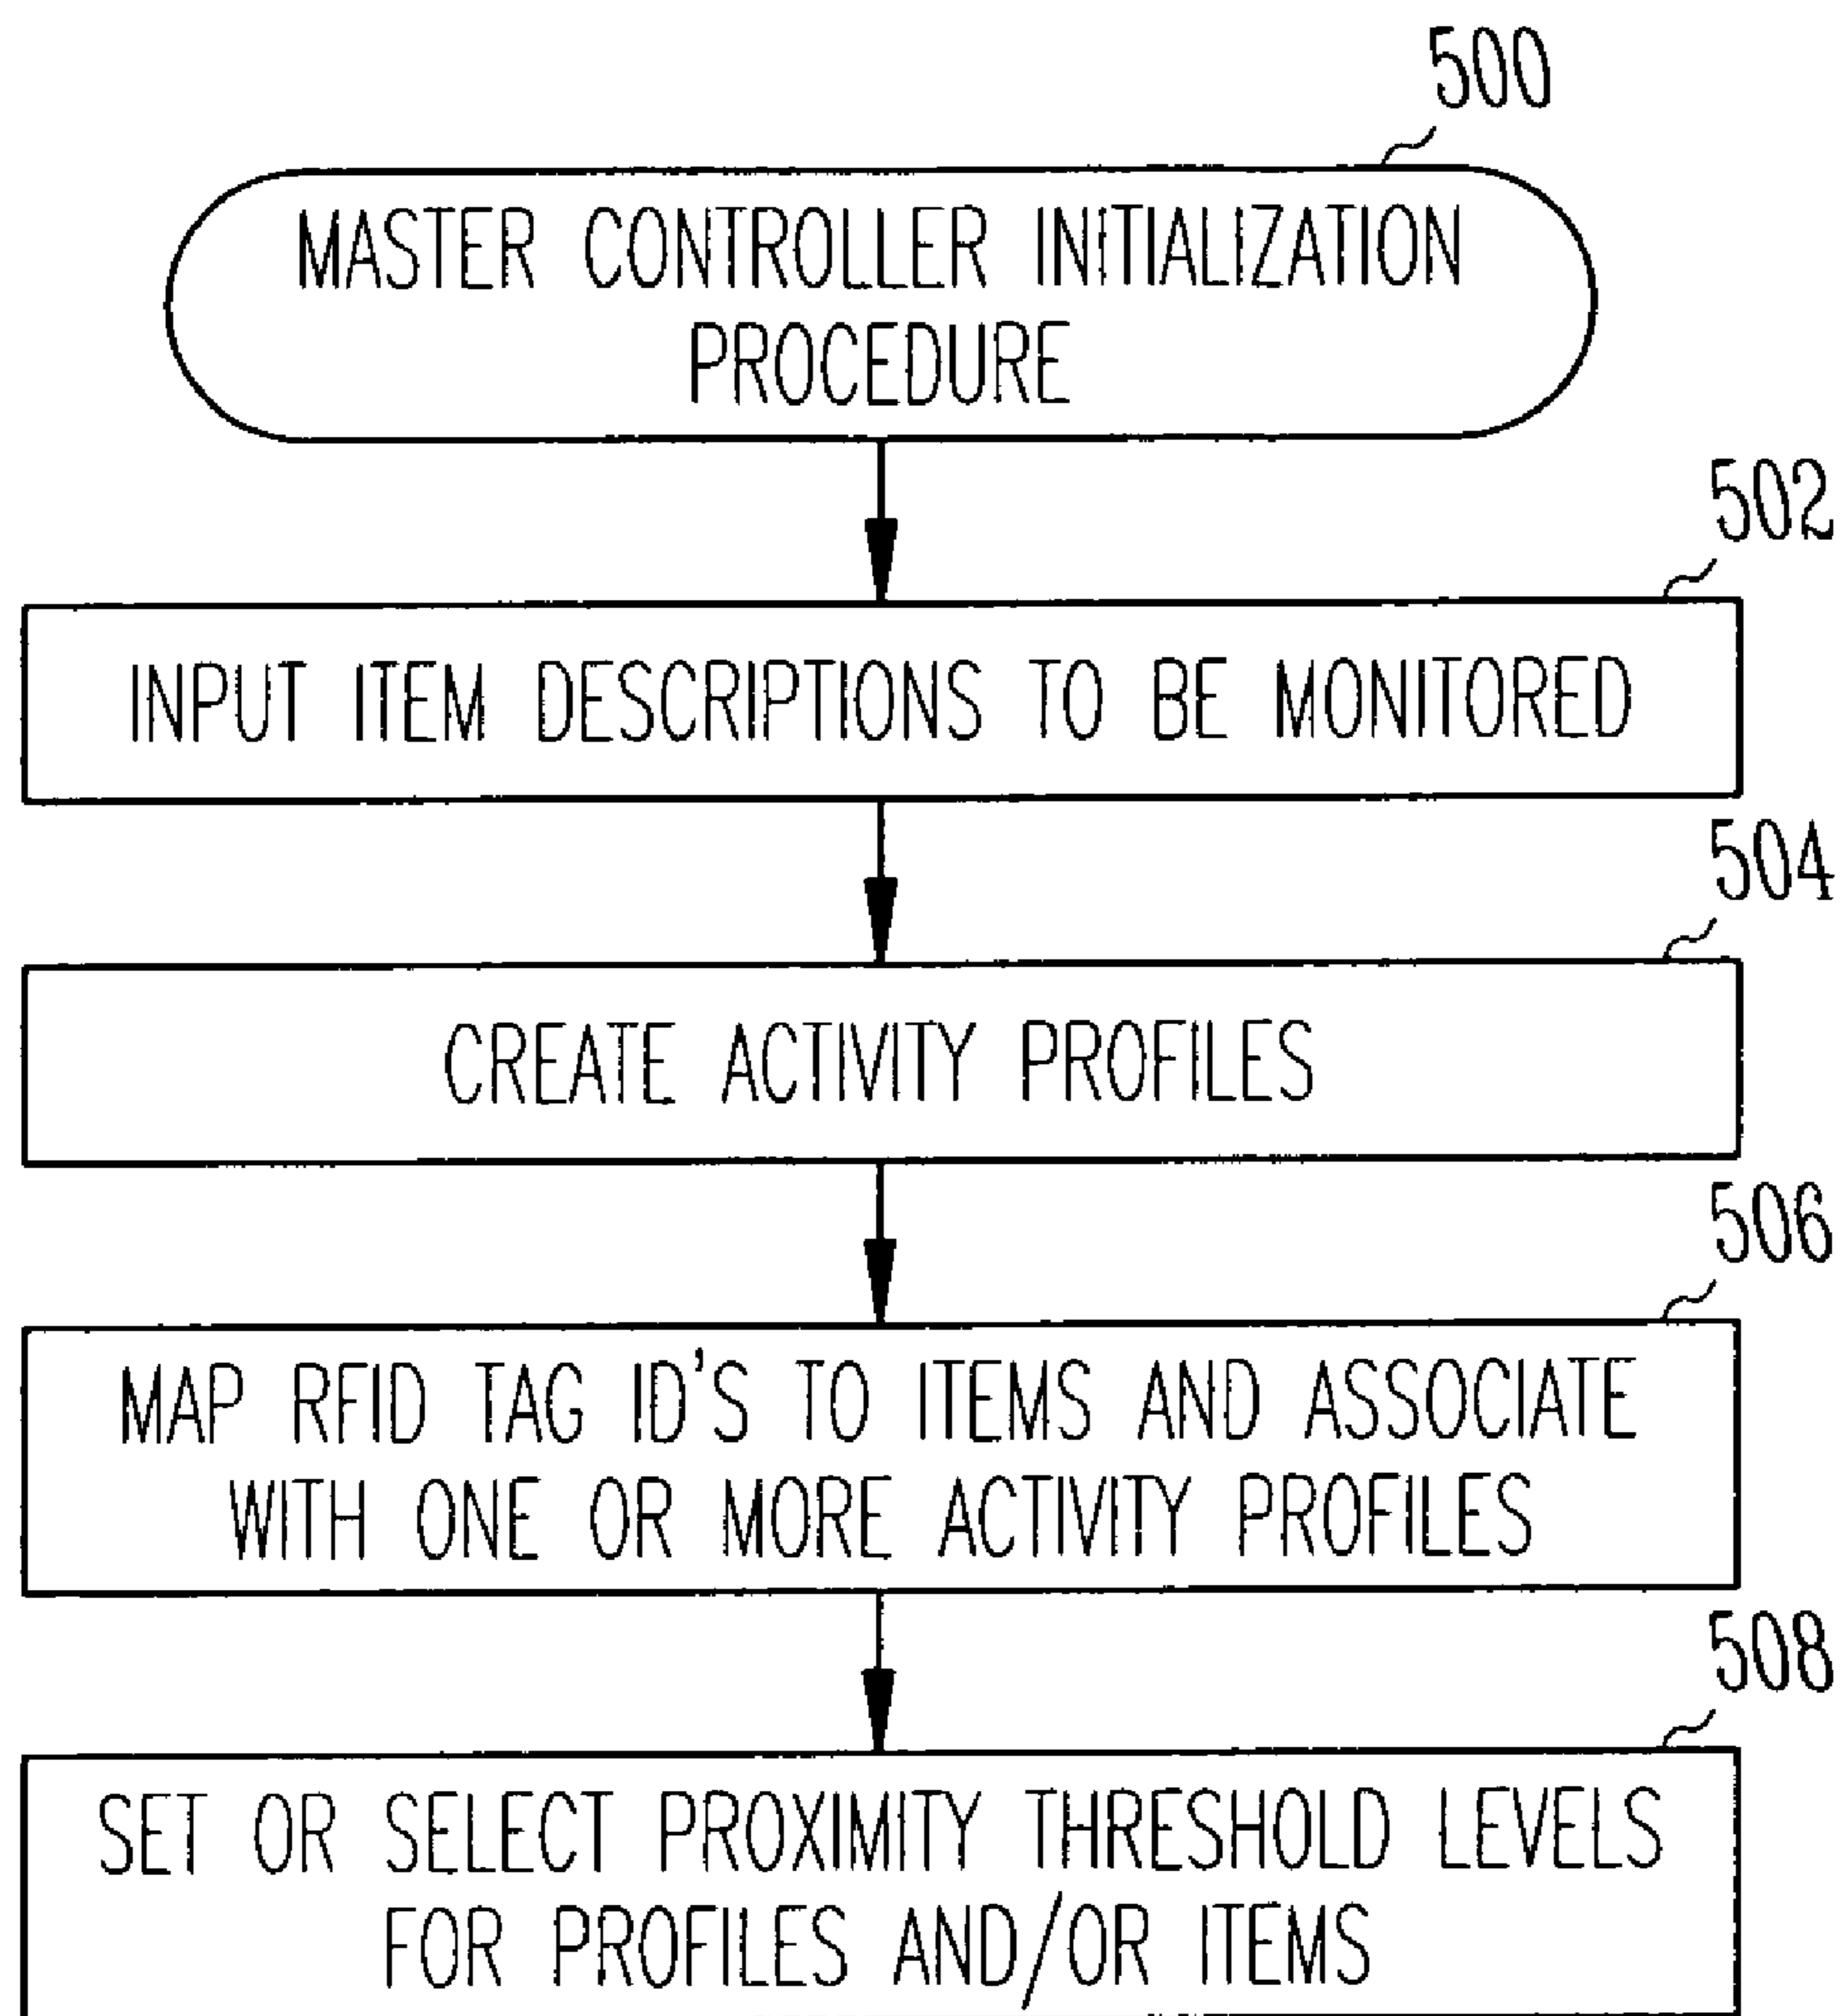 500
MASTER CONTROLLER INITIALIZATION
PROCEDURE
502
INPUT ITEM DESCRIPTIONS TO BE MONITORED
504
CREATE ACTIVITY PROFILES
506
MAP RFID TAG ID'S TO ITEMS AND ASSOCIATE
WITH ONE OR MORE ACTIVITY PROFILES
508
SET OR SELECT PROXIMITY THRESHOLD LEVELS
FOR PROFILES AND/OR ITEMS